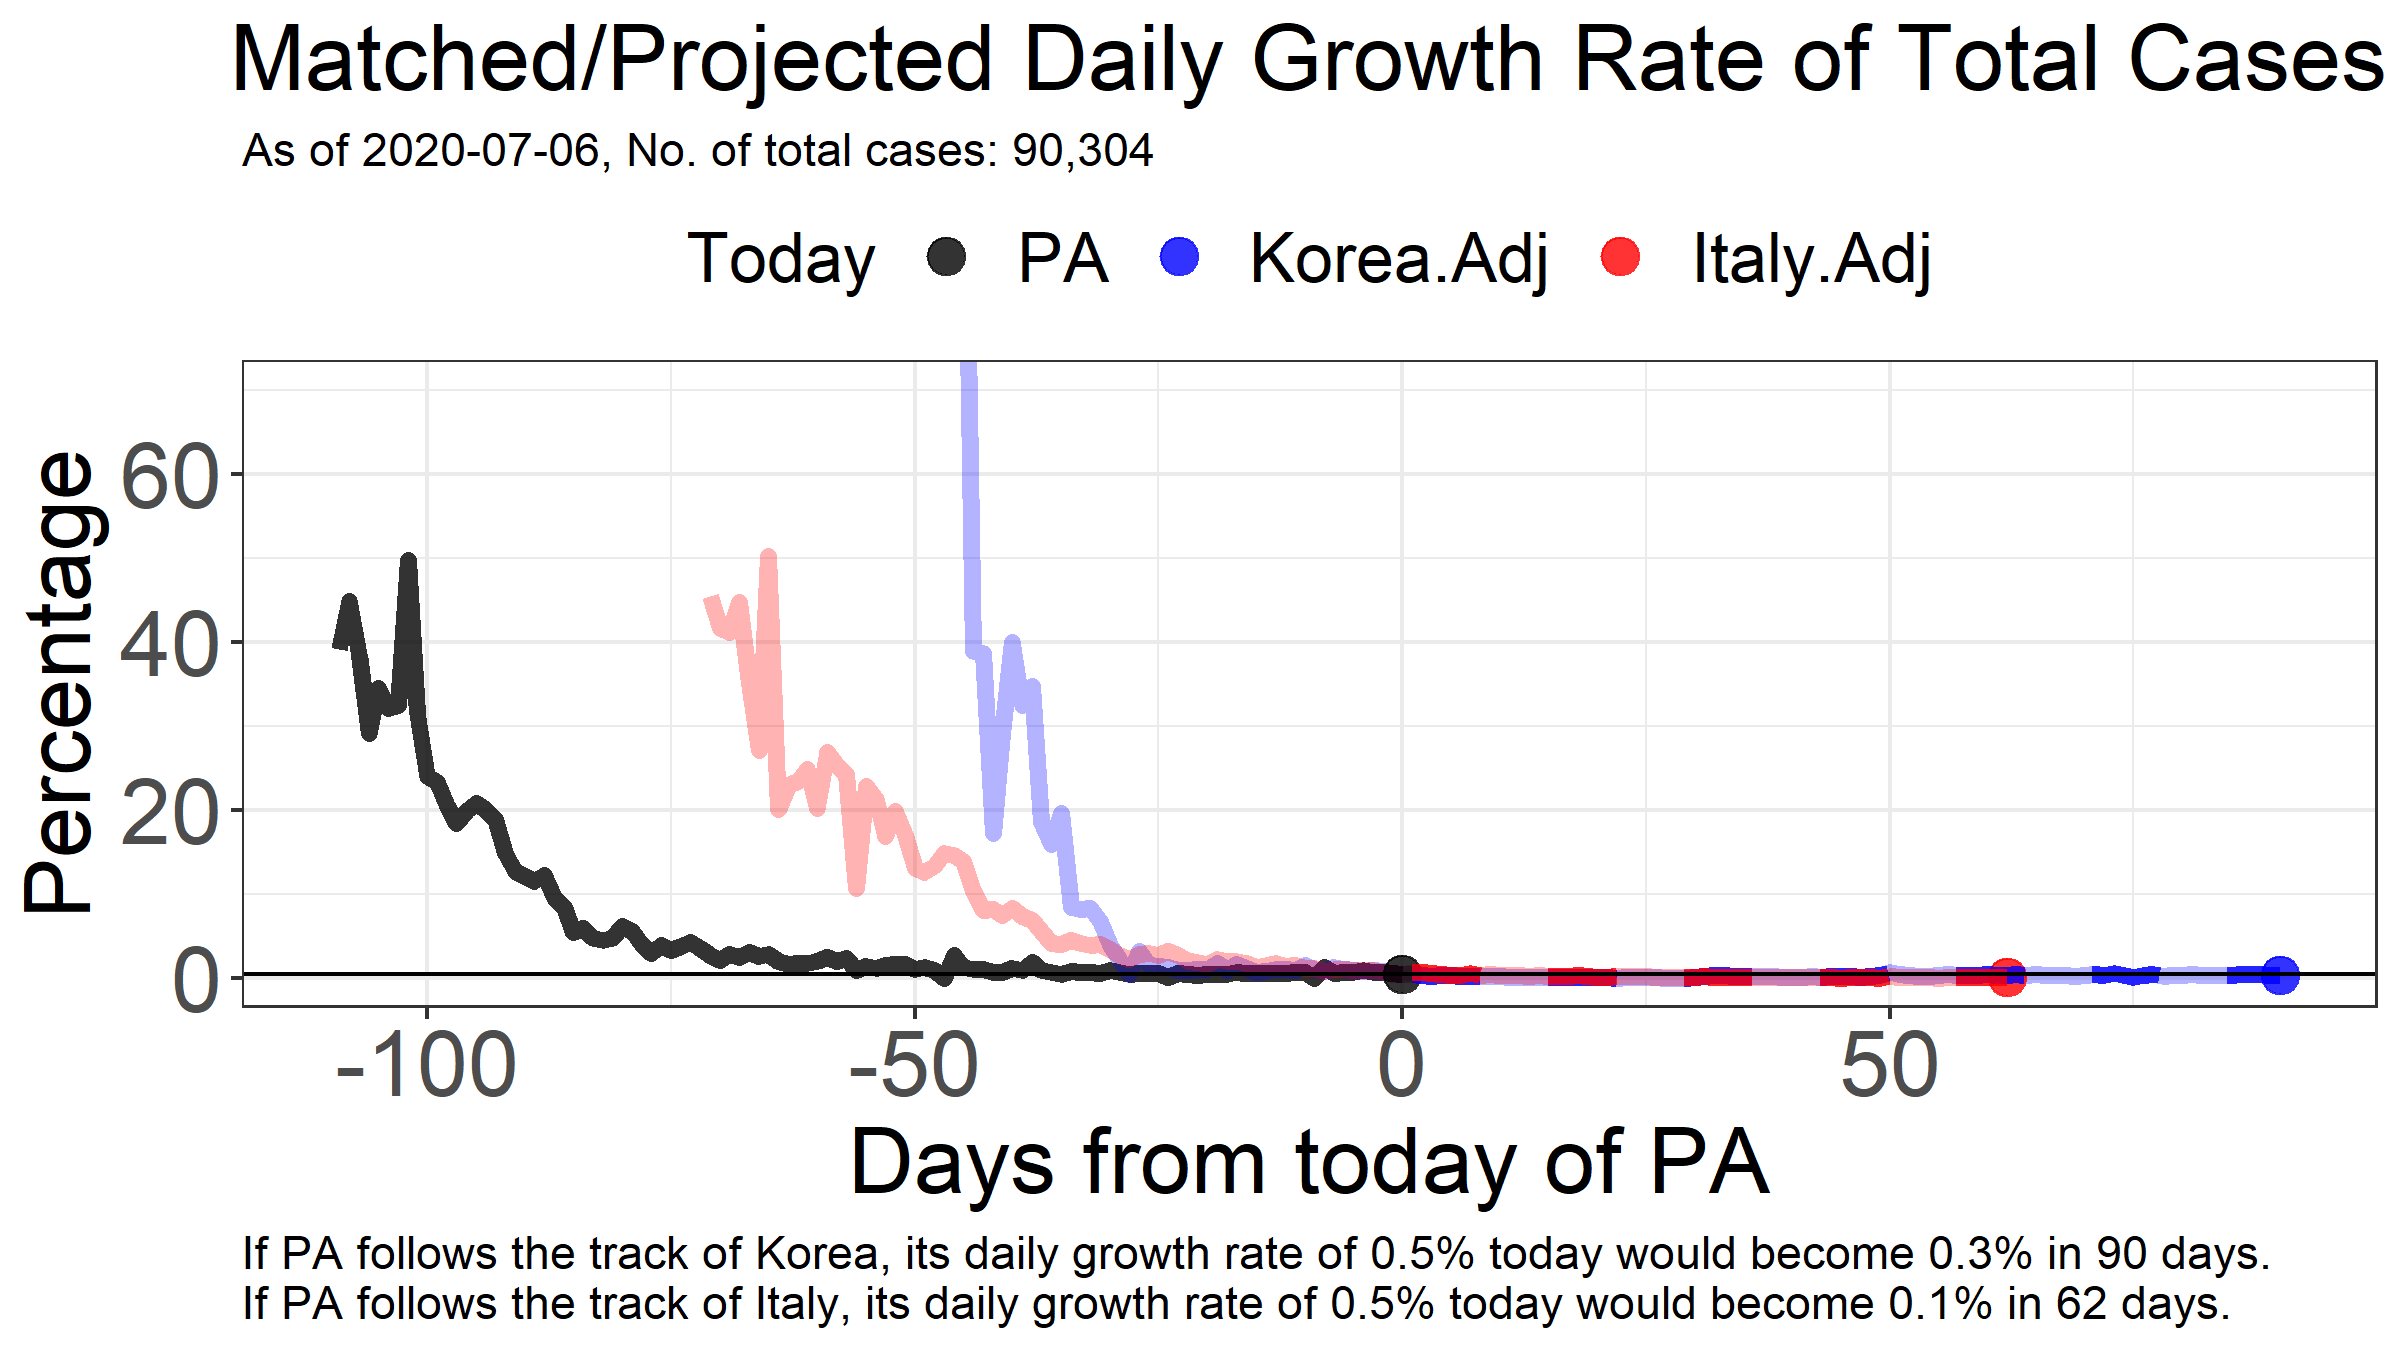 Matched/Projected Daily Growth Rate of Total Cases
As of 2020-07-06, No. of total cases: 90,304
Today PA Korea.Adj Italy.Adj
Percentage
60
40
20
0
-100 -50 0 50
Days from today of PA
If PA follows the track of Korea, its daily growth rate of 0.5% today would become 0.3% in 90 days.
If PA follows the track of Italy, its daily growth rate of 0.5% today would become 0.1% in 62 days.